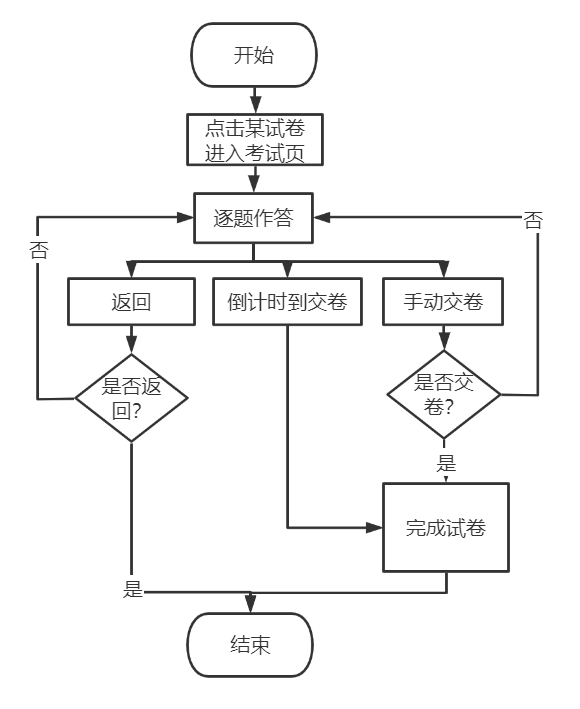 开始
点击某试卷
进入考试页
逐题作答
否
否
返回
倒计时到交卷
手动交卷
是否返
回?
是否交
卷?
是
完成试卷
是
结束